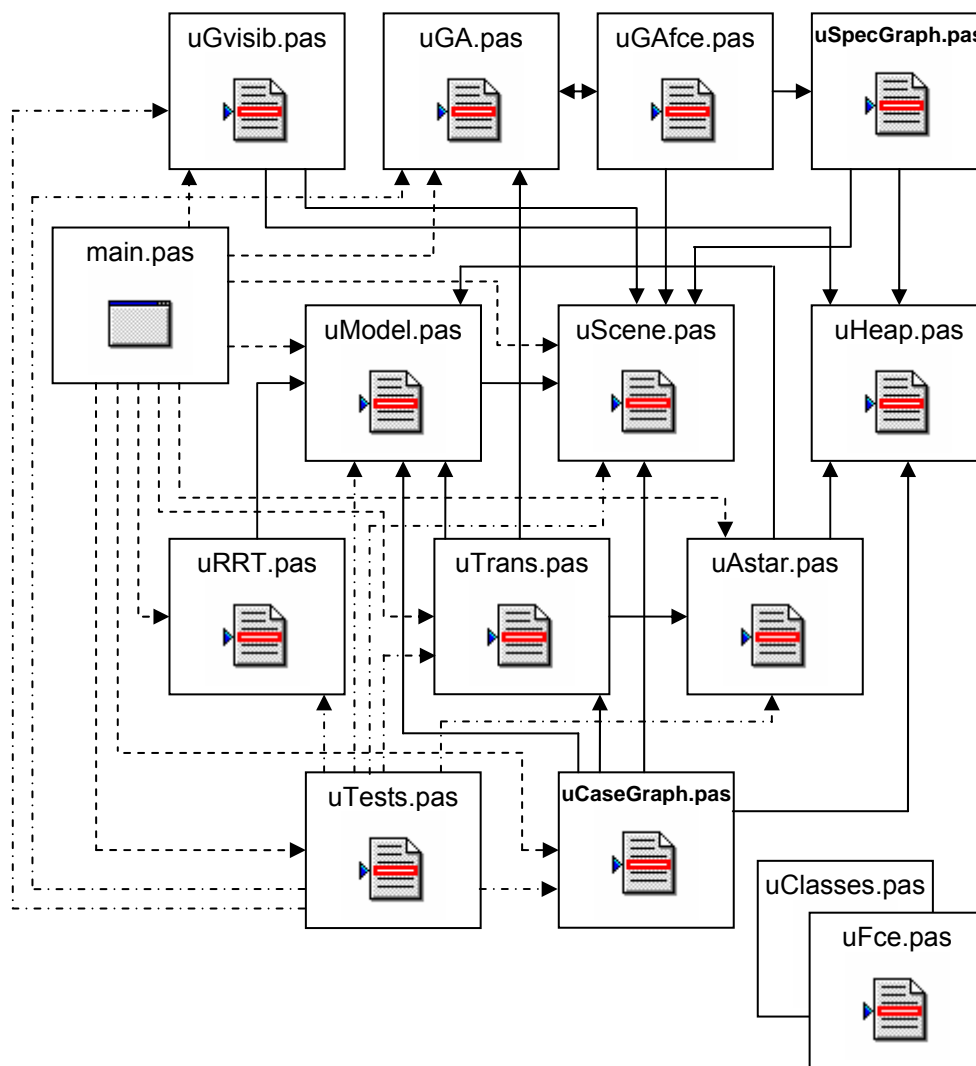 uGvisib.pas
uGA.pas
uGAfce.pas
uSpecGraph.pas
main.pas
uModel.pas
uScene.pas
uHeap.pas
uRRT.pas
uTrans.pas
uAstar.pas
uTests.pas
uCaseGraph.pas
uClasses.pas
uFce.pas